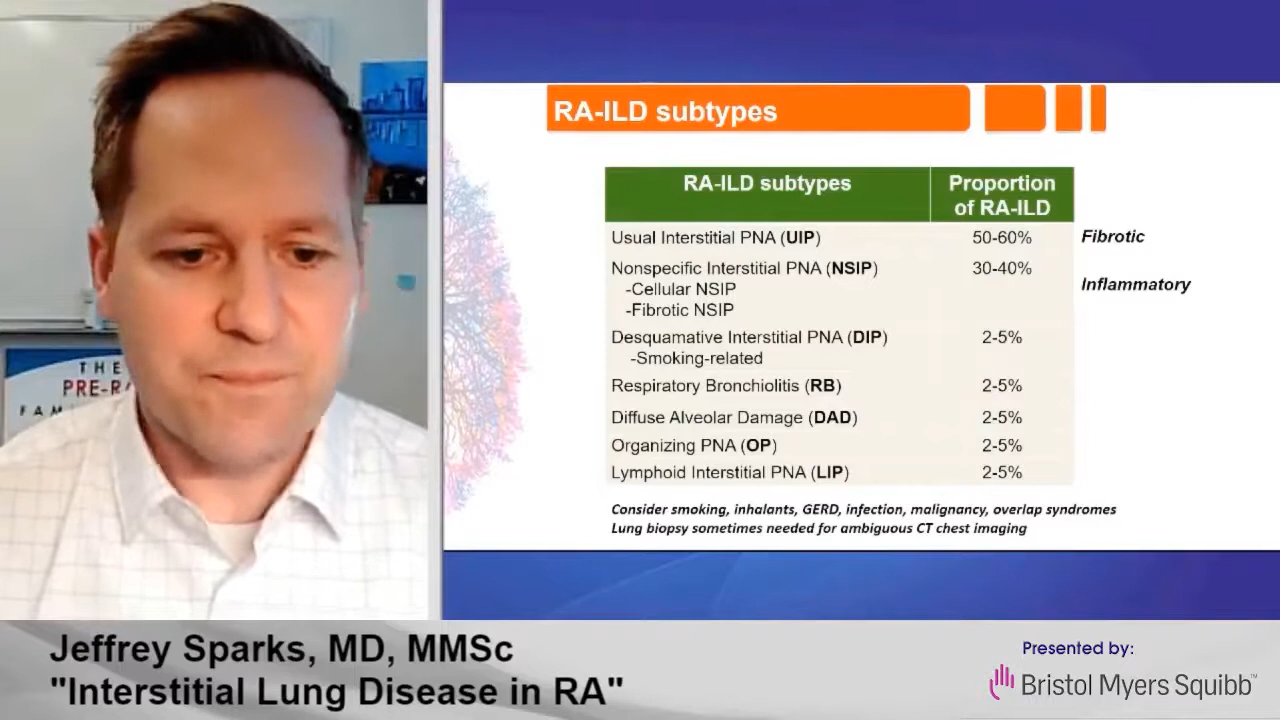 THE
PRE-R
FAM
RA-ILD subtypes
RA-ILD subtypes
Proportion
of RA-ILD
Usual Interstitial PNA (UIP)
50-60%
Fibrotic
Nonspecific Interstitial PNA (NSIP)
30-40%
-Cellular NSIP
Inflammatory
-Fibrotic NSIP
Desquamative Interstitial PNA (DIP)
2-5%
-Smoking-related
Respiratory Bronchiolitis (RB)
2-5%
Diffuse Alveolar Damage (DAD)
2-5%
Organizing PNA (OP)
2-5%
Lymphoid Interstitial PNA (LIP)
2-5%
Consider smoking, inhalants, GERD, infection, malignancy, overlap syndromes
Lung biopsy sometimes needed for ambiguous CT chest imaging
Jeffrey Sparks, MD, MMSc
"Interstitial Lung Disease in RA"
Presented by:
Bristol Myers Squibb™